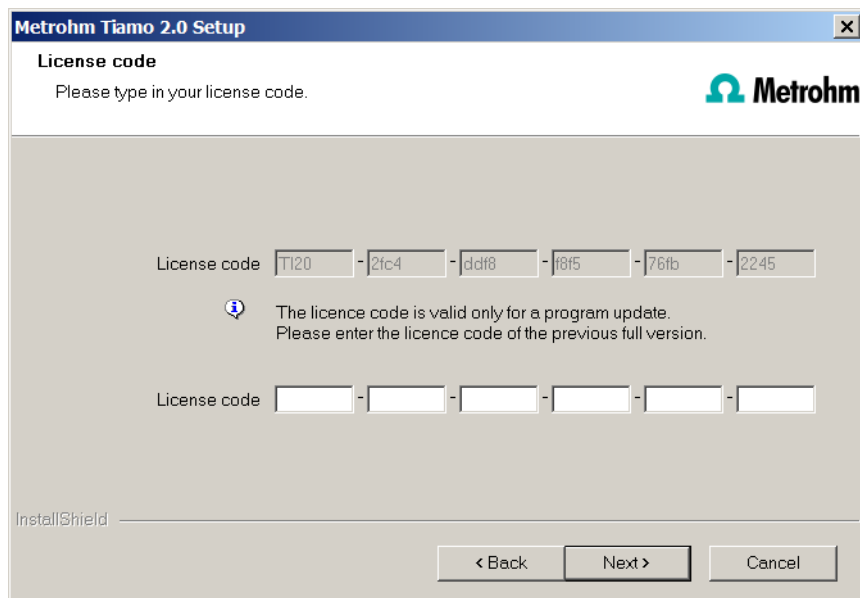 Metrohm Tiamo 2.0 Setup
License code
Please type in your license code.
Metrohm
License code TI20 - 2fc4 - ddf8 - f8f5 - 76fb - 2245
The licence code is valid only for a program update.
Please enter the licence code of the previous full version.
License code - - - - -
InstallShield
< Back Next > Cancel